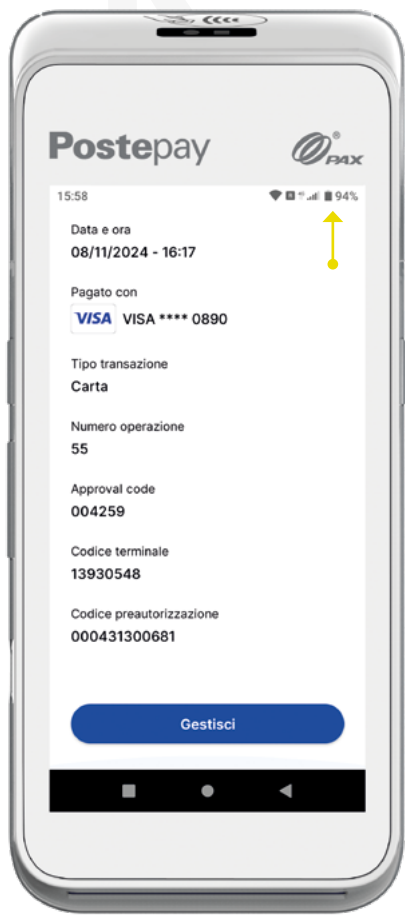 Postepay
PAX
15:58
94%
Data e ora
08/11/2024 - 16:17
Pagato con
VISA VISA **** 0890
Tipo transazione
Carta
Numero operazione
55
Approval code
004259
Codice terminale
13930548
Codice preautorizzazione
000431300681
Gestisci